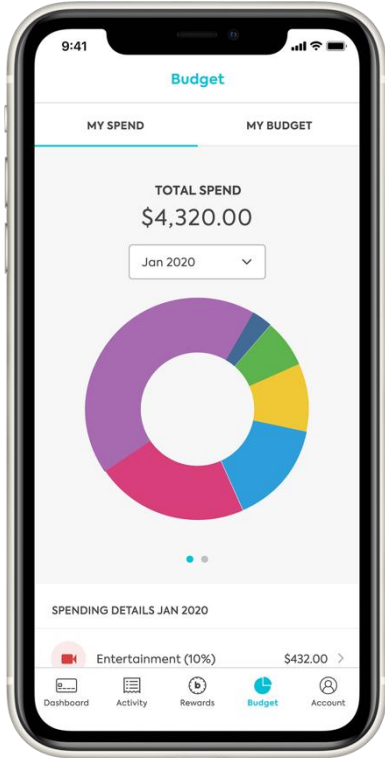 9:41
Budget
MY SPEND MY BUDGET
TOTAL SPEND
$4,320.00
Jan 2020
SPENDING DETAILS JAN 2020
Entertainment (10%) $432.00
b
Dashboard Activity Rewards Budget Account